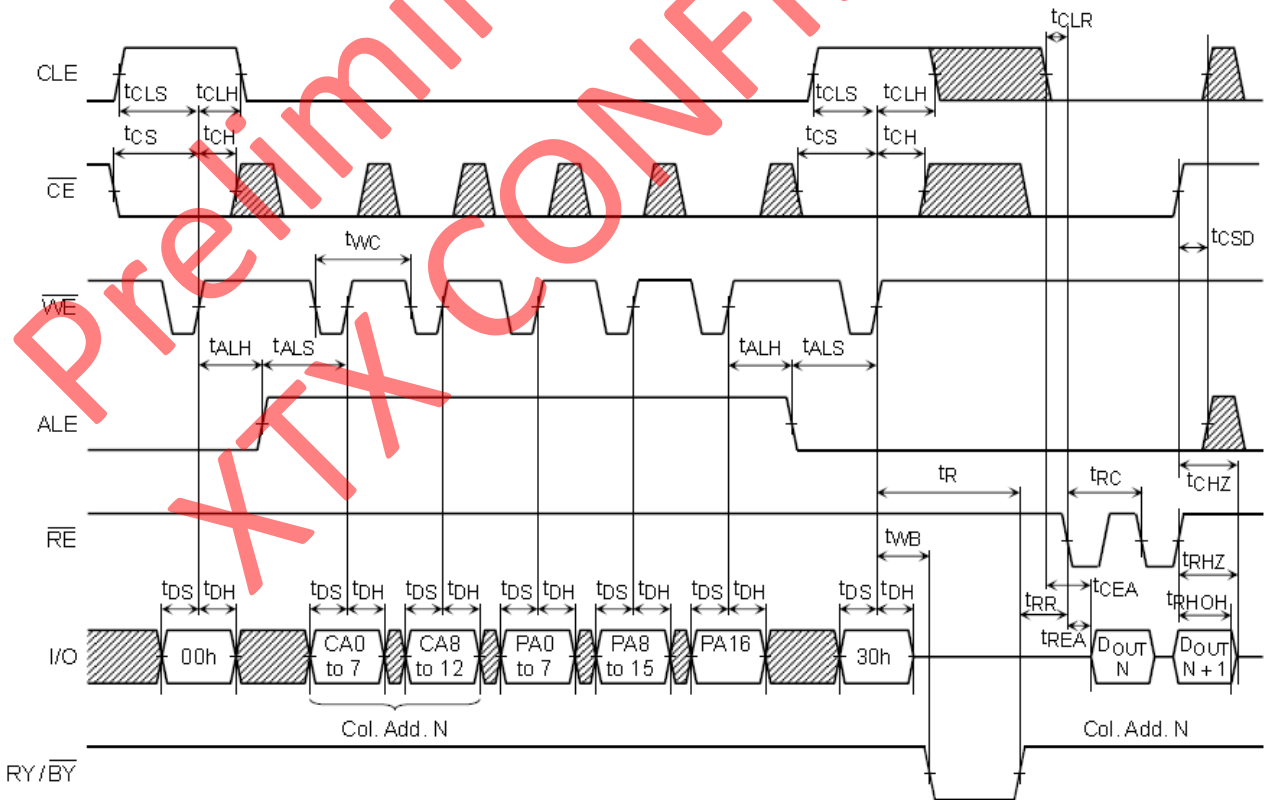 tCLR
CLE
tCLS
tCLH
tCLS
tCLH
tCS
tCH
tCS
tCH
CE
tWC
tCSD
WE
tALH
tALS
tALH
tALS
ALE
tR
tRC
tCHZ
RE
tWB
tDS
tDH
tDS
tDH
tDS
tDH
tDS
tDH
tDS
tDH
tDS
tDH
tDS
tDH
tRHZ
tCEA
tRR
tRHOH
tREA
I/O
00h
CA0
to 7
CA8
to 12
PA0
to 7
PA8
to 15
PA16
30h
DOUT
N
DOUT
N + 1
Col. Add. N
Col. Add. N
RY/BY
Prelimi
XTX CONF